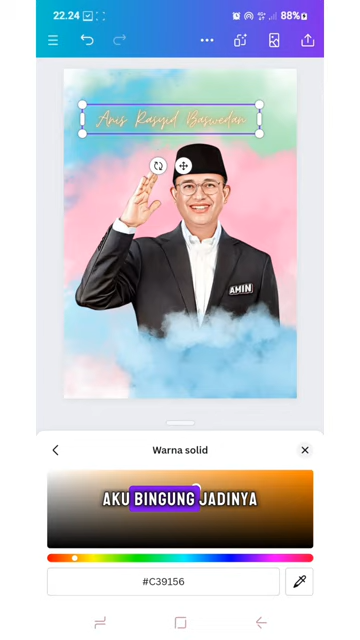 22.24
88%
Anis Rasyid Baswedan
AMIN
Warna solid
AKU BINGUNG JADINYA
#C39156